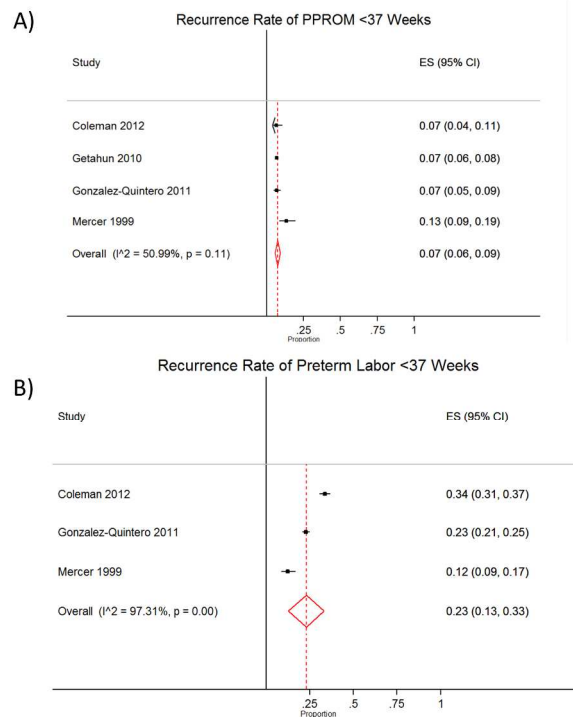 A)
Recurrence Rate of PPROM <37 Weeks
Study ES (95% CI)
Coleman 2012 0.07 (0.04, 0.11)
Getahun 2010 0.07 (0.06, 0.08)
Gonzalez-Quintero 2011 0.07 (0.05, 0.09)
Mercer 1999 0.13 (0.09, 0.19)
Overall (I^2 = 50.99%, p = 0.11) 0.07 (0.06, 0.09)
.25 .5 .75 1
Proportion
Recurrence Rate of Preterm Labor <37 Weeks
B)
Study ES (95% CI)
Coleman 2012 0.34 (0.31, 0.37)
Gonzalez-Quintero 2011 0.23 (0.21, 0.25)
Mercer 1999 0.12 (0.09, 0.17)
Overall (I^2 = 97.31%, p = 0.00) 0.23 (0.13, 0.33)
.25 .5 .75 1
Proportion